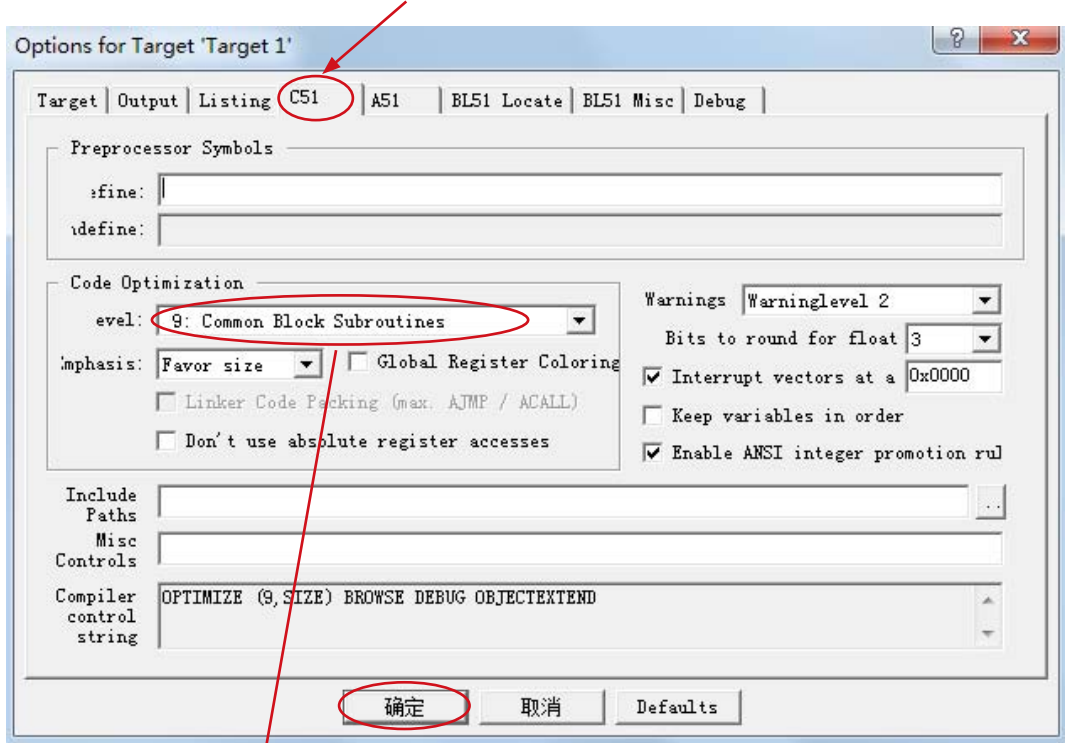 Options for Target 'Target 1'
Target Output Listing C51 A51 BL51 Locate BL51 Misc Debug
Preprocessor Symbols
efine:
define:
Code Optimization
evel: 9: Common Block Subroutines
mphasis: Favor size Global Register Coloring
Linker Code Packing (max. AJMP / ACALL)
Don't use absolute register accesses
Warnings Warninglevel 2
Bits to round for float 3
Interrupt vectors at a 0x0000
Keep variables in order
Enable ANSI integer promotion rul
Include
Paths
..
Misc
Controls
Compiler
control
string
OPTIMIZE (9,SIZE) BROWSE DEBUG OBJECTEXTEND
确定 取消 Defaults